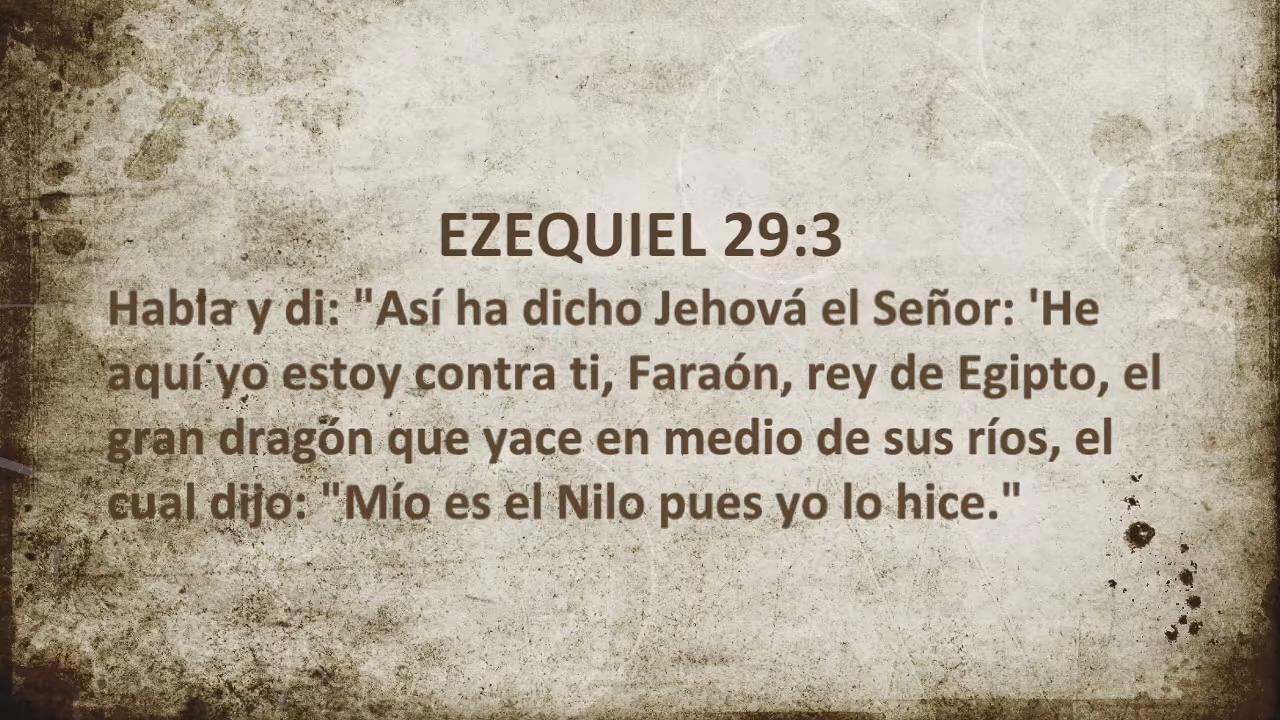 EZEQUIEL 29:3
Habla y di: "Así ha dicho Jehová el Señor: 'He
aquí yo estoy contra ti, Faraón, rey de Egipto, el
gran dragón que yace en medio de sus ríos, el
cual dijo: "Mío es el Nilo pues yo lo hice."